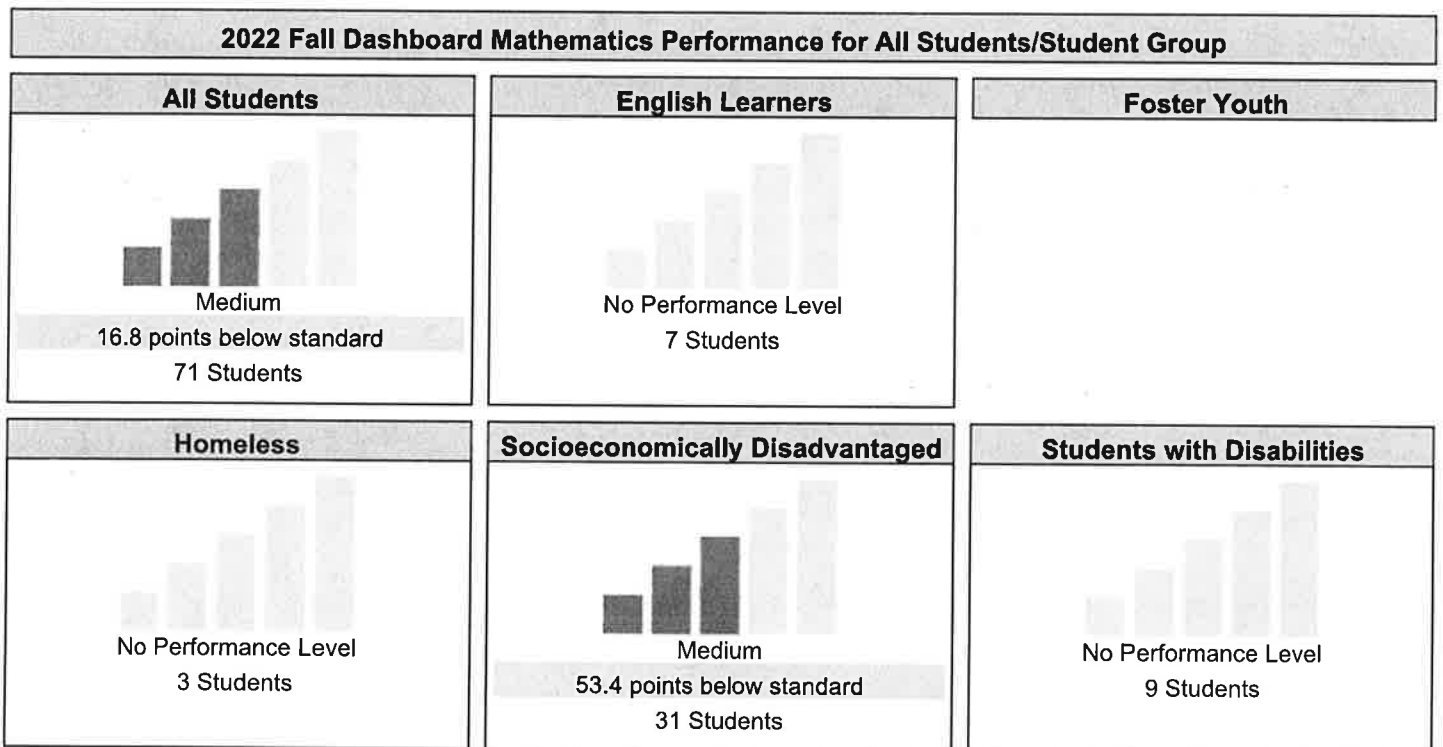 2022 Fall Dashboard Mathematics Performance for All Students/Student Group
All Students
Medium
16.8 points below standard
71 Students
English Learners
No Performance Level
7 Students
Foster Youth
Homeless
No Performance Level
3 Students
Socioeconomically Disadvantaged
Medium
53.4 points below standard
31 Students
Students with Disabilities
No Performance Level
9 Students